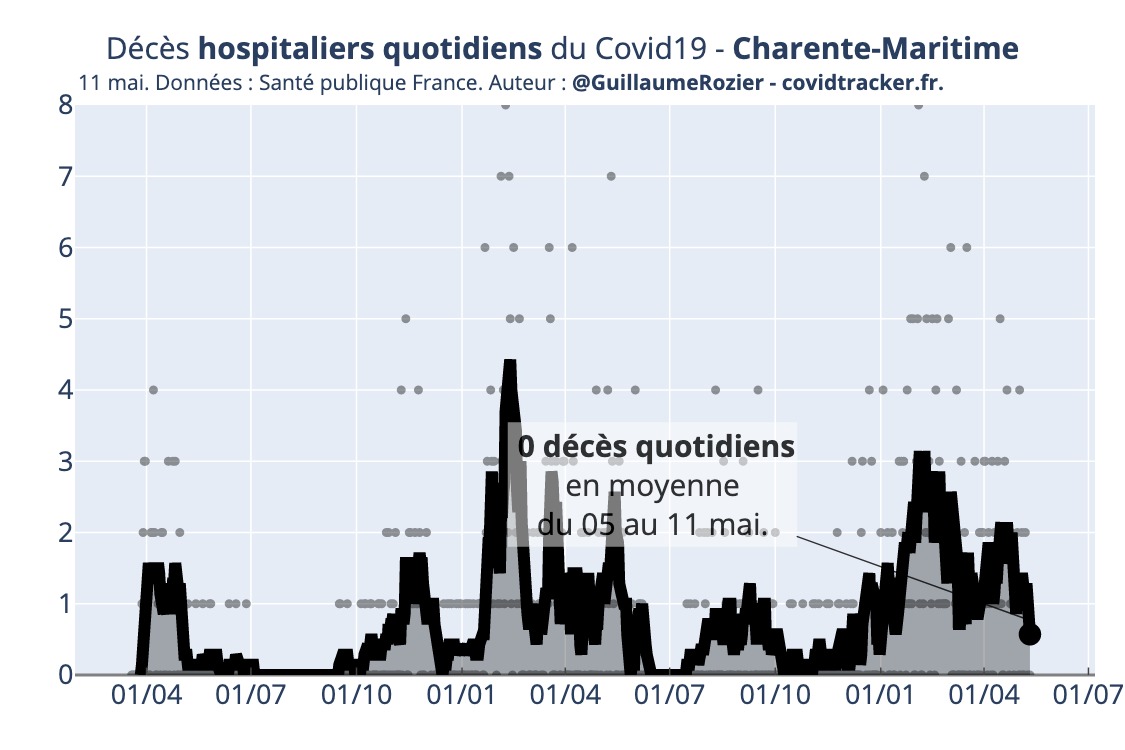 Décès hospitaliers quotidiens du Covid19 - Charente-Maritime
11 mai. Données : Santé publique France. Auteur : @GuillaumeRozier - covidtracker.fr.
8
7
6
5
4
3
2
1
0
0 décès quotidiens
en moyenne
du 05 au 11 mai.
01/04 01/07 01/10 01/01 01/04 01/07 01/10 01/01 01/04 01/07